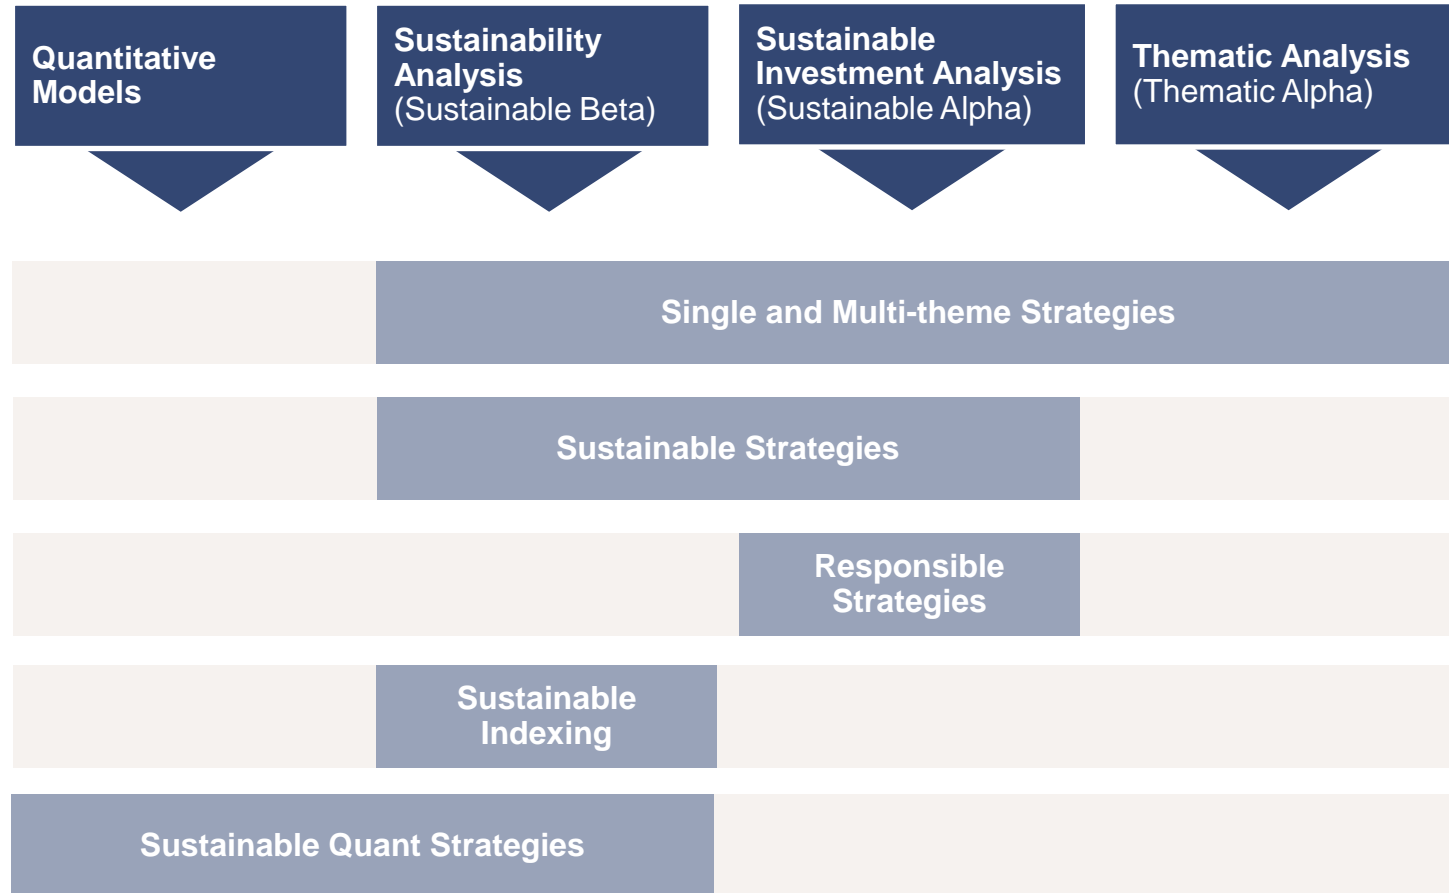 Quantitative
Models
Sustainability
Analysis
(Sustainable Beta)
Sustainable
Investment Analysis
(Sustainable Alpha)
Thematic Analysis
(Thematic Alpha)
Single and Multi-theme Strategies
Sustainable Strategies
Responsible
Strategies
Sustainable
Indexing
Sustainable Quant Strategies